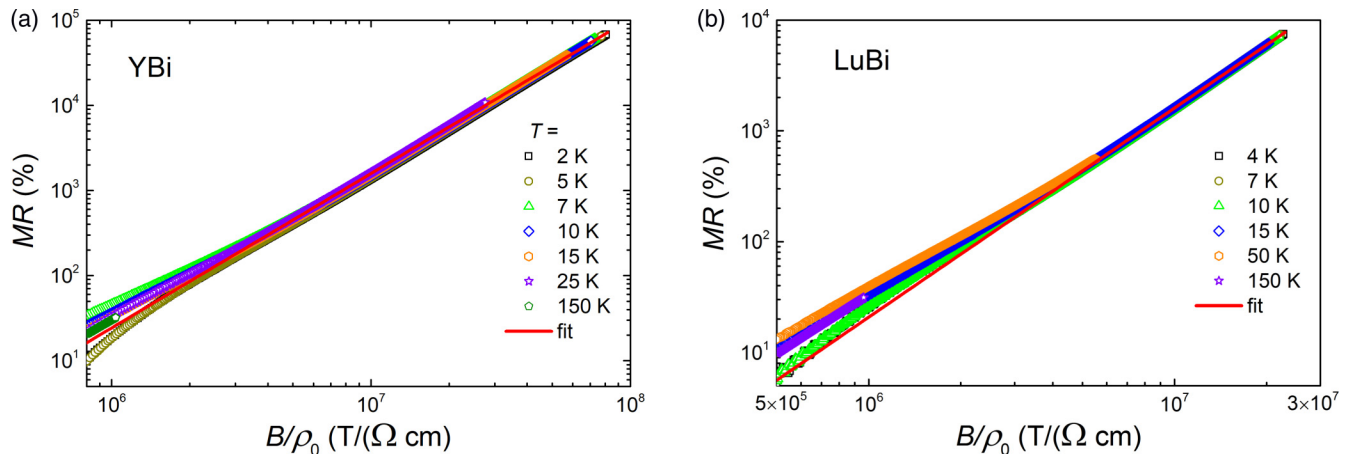 (a)
YBi
MR (%)
10^5
10^4
10^3
10^2
10^1
T =
2 K
5 K
7 K
10 K
15 K
25 K
150 K
fit
10^6
10^7
10^8
B/ρ₀ (T/(Ω cm)
(b)
LuBi
MR (%)
10^4
10^3
10^2
10^1
4 K
7 K
10 K
15 K
50 K
150 K
fit
5×10^5
10^6
10^7
3×10^7
B/ρ₀ (T/(Ω cm)